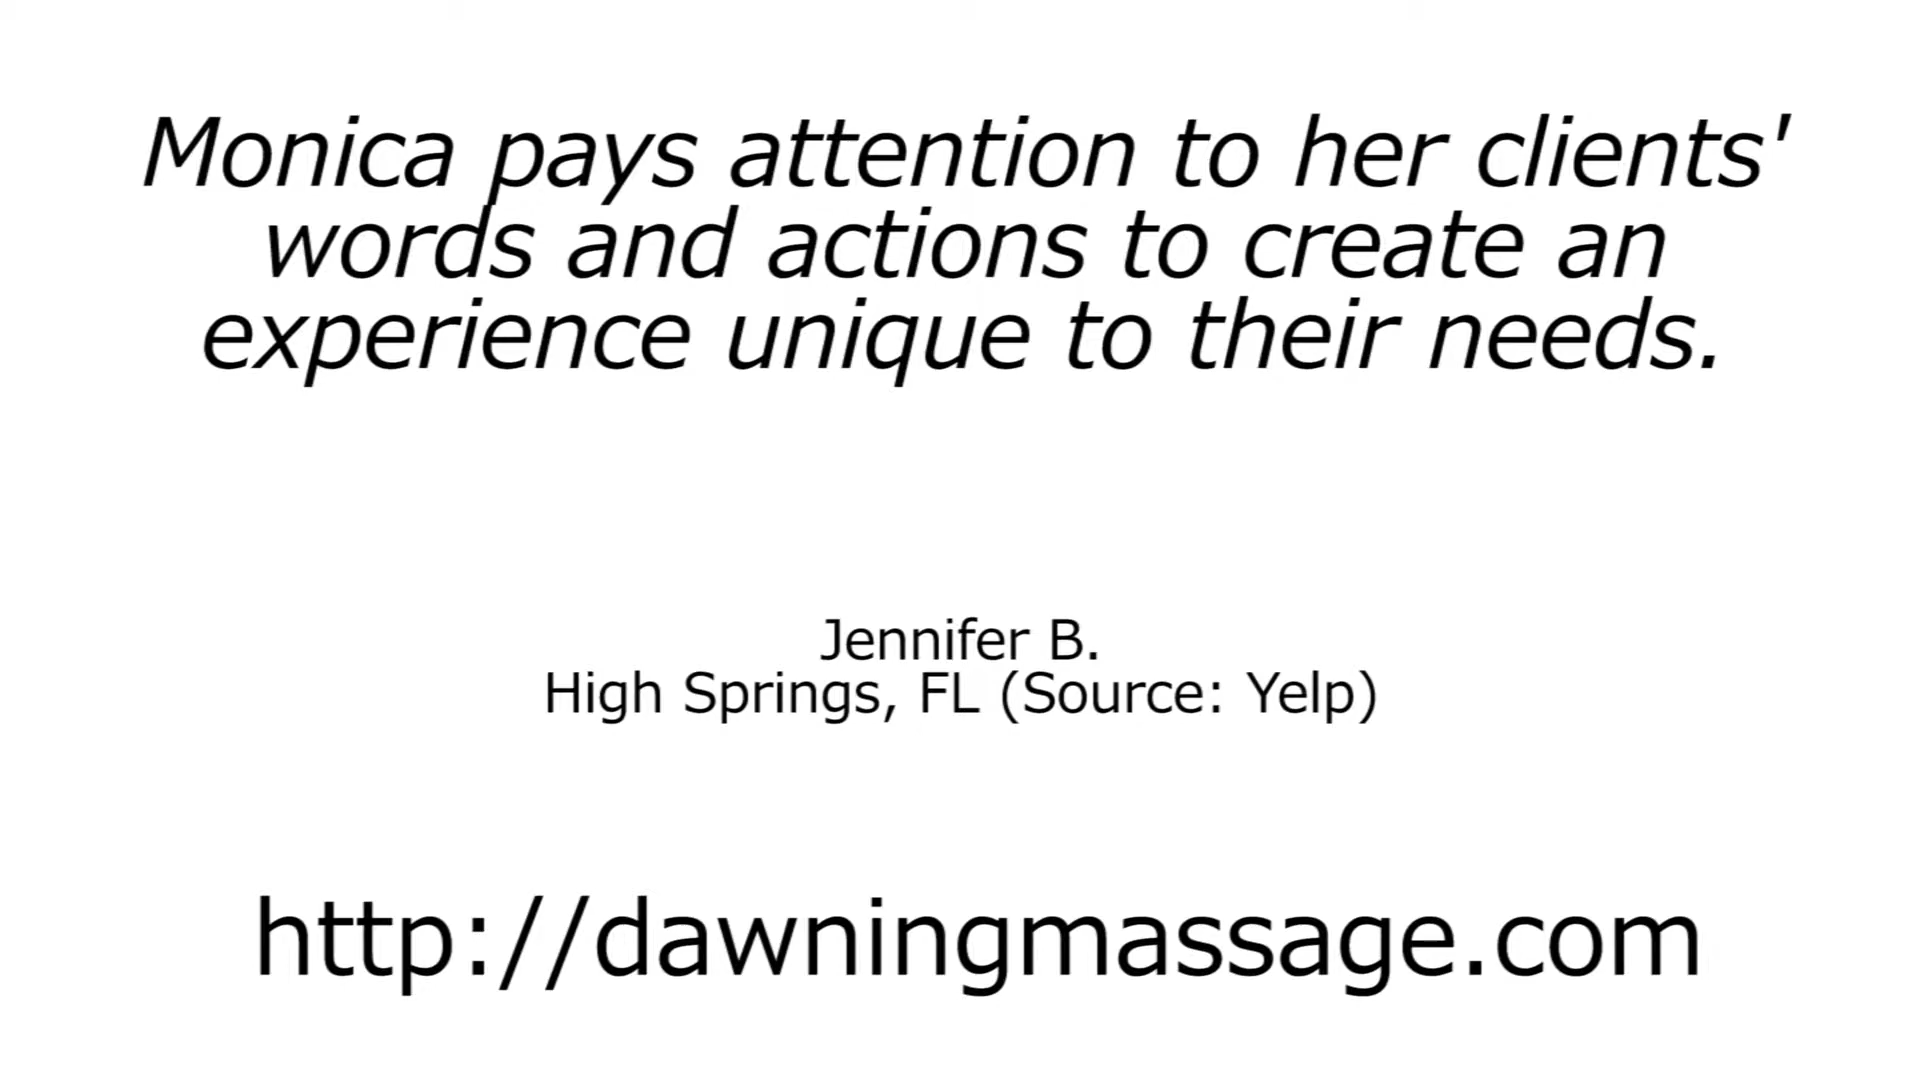 Monica pays attention to her clients'
words and actions to create an
experience unique to their needs.
Jennifer B.
High Springs, FL (Source: Yelp)
http://dawningmassage.com